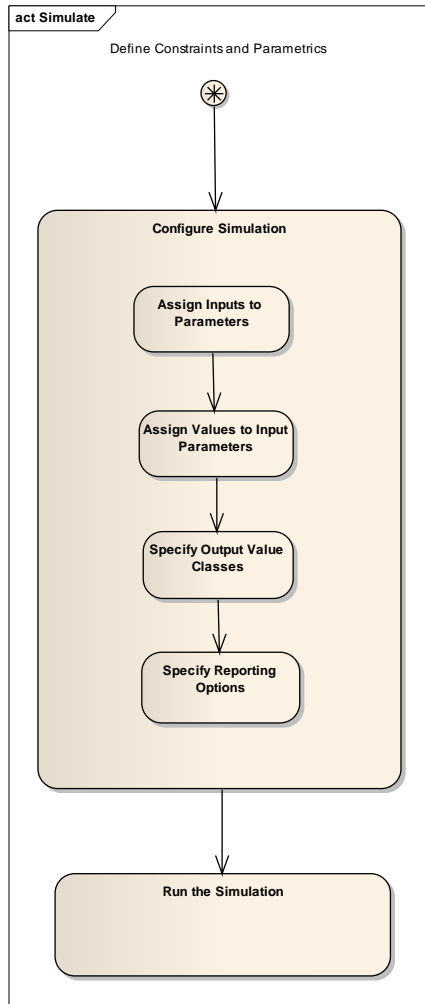 act Simulate
Define Constraints and Parametrics
Configure Simulation
Assign Inputs to
Parameters
Assign Values to Input
Parameters
Specify Output Value
Classes
Specify Reporting
Options
Run the Simulation